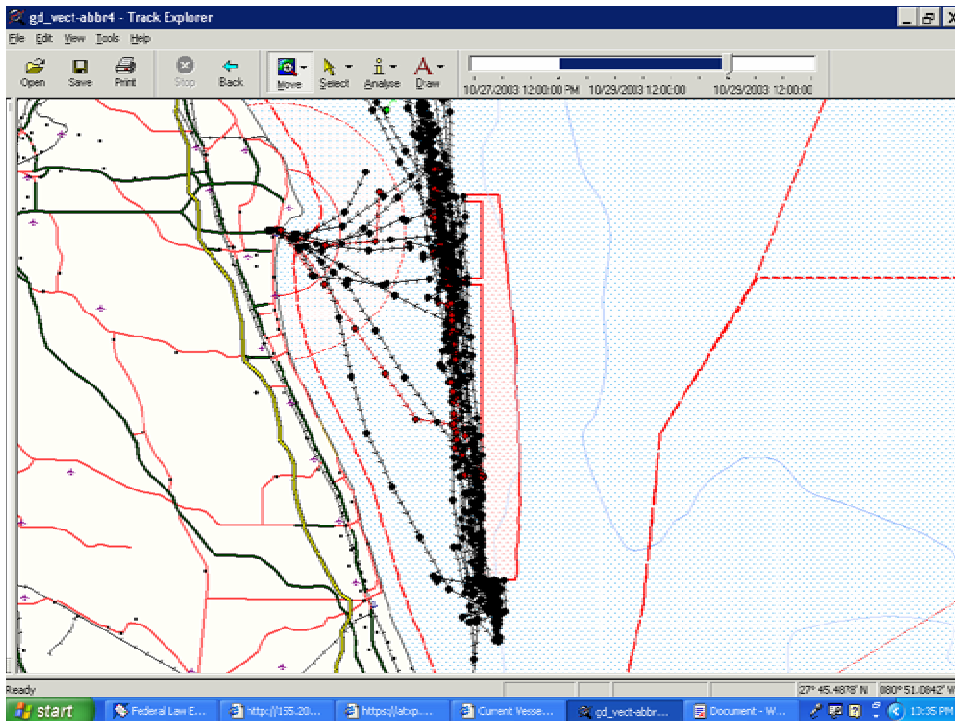 gd_vect-abbr4 - Track Explorer
File Edit View Tools Help
Open Save Print Stop Back Move Select Analyse Draw
10/27/2003 12:00:00 PM 10/29/2003 12:00:00 10/29/2003 12:00:00
Ready
27° 45.4878' N 080° 51.0842' W
start Federal Law E... http://155.20... https://atxp.... Current Vesse... gd_vect-abbr... Document - W... 10:35 PM